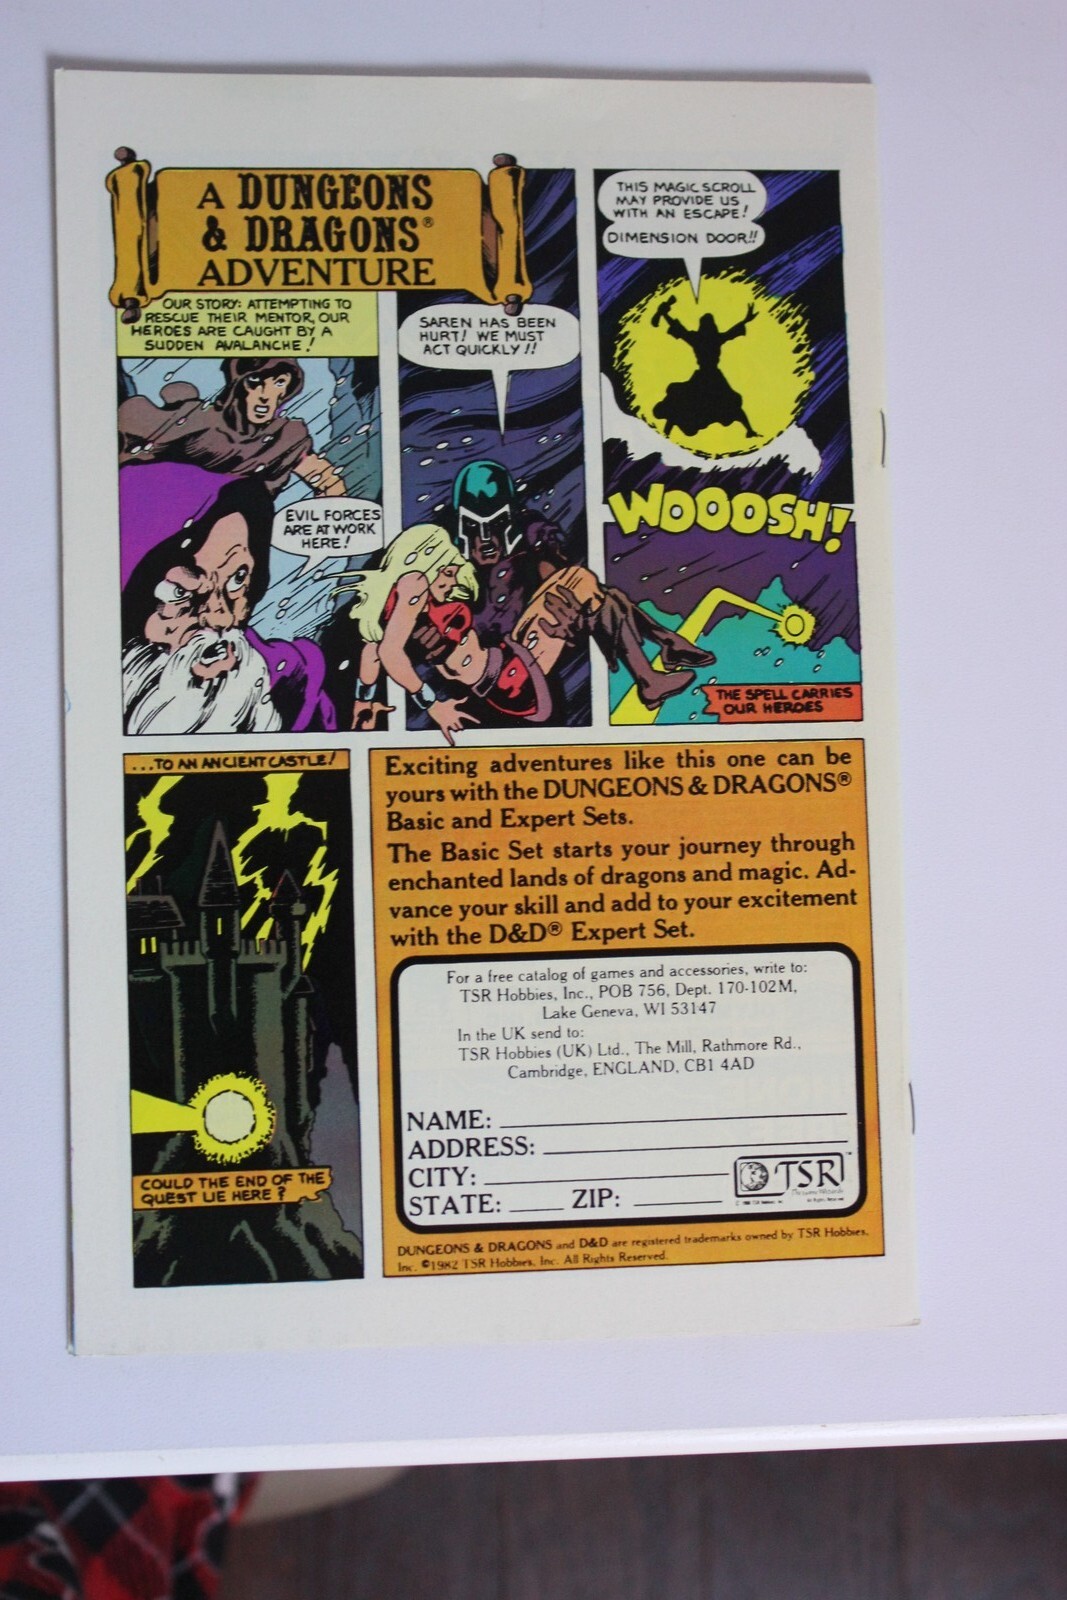 A DUNGEONS
& DRAGONS®
ADVENTURE
OUR STORY: ATTEMPTING TO
RESCUE THEIR MENTOR, OUR
HEROES ARE CAUGHT BY A
SUDDEN AVALANCHE!
EVIL FORCES
ARE AT WORK
HERE!
SAREN HAS BEEN
HURT! WE MUST
ACT QUICKLY!!
THIS MAGIC SCROLL
MAY PROVIDE US
WITH AN ESCAPE!
DIMENSION DOOR!!
WOOOSH!
THE SPELL CARRIES
OUR HEROES
...TO AN ANCIENT CASTLE!
COULD THE END OF THE
QUEST LIE HERE?
Exciting adventures like this one can be
yours with the DUNGEONS & DRAGONS®
Basic and Expert Sets.
The Basic Set starts your journey through
enchanted lands of dragons and magic. Ad-
vance your skill and add to your excitement
with the D&D® Expert Set.
For a free catalog of games and accessories, write to:
TSR Hobbies, Inc., POB 756, Dept. 170-102M,
Lake Geneva, WI 53147
In the UK send to:
TSR Hobbies (UK) Ltd., The Mill, Rathmore Rd.,
Cambridge, ENGLAND, CB1 4AD
NAME:
ADDRESS:
CITY:
STATE: ZIP:
TSR
DUNGEONS & DRAGONS and D&D are registered trademarks owned by TSR Hobbies,
Inc. ©1982 TSR Hobbies, Inc. All Rights Reserved.